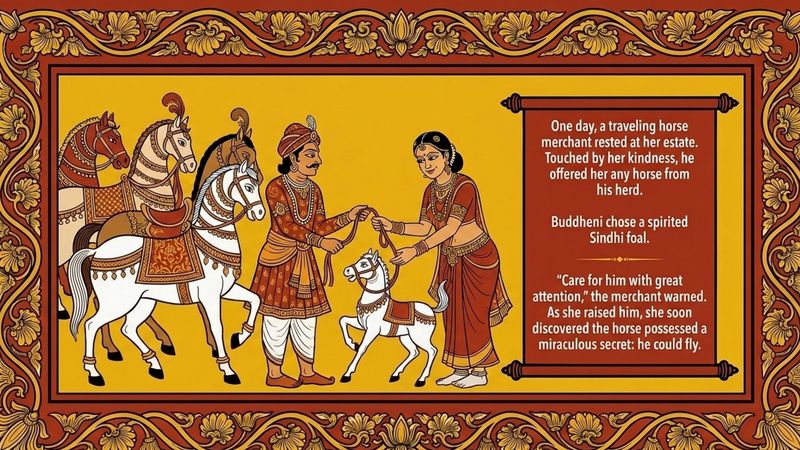 One day, a traveling horse
merchant rested at her estate.
Touched by her kindness, he
offered her any horse from
his herd.
Buddheni chose a spirited
Sindhi foal.
“Care for him with great
attention,” the merchant warned.
As she raised him, she soon
discovered the horse possessed a
miraculous secret: he could fly.